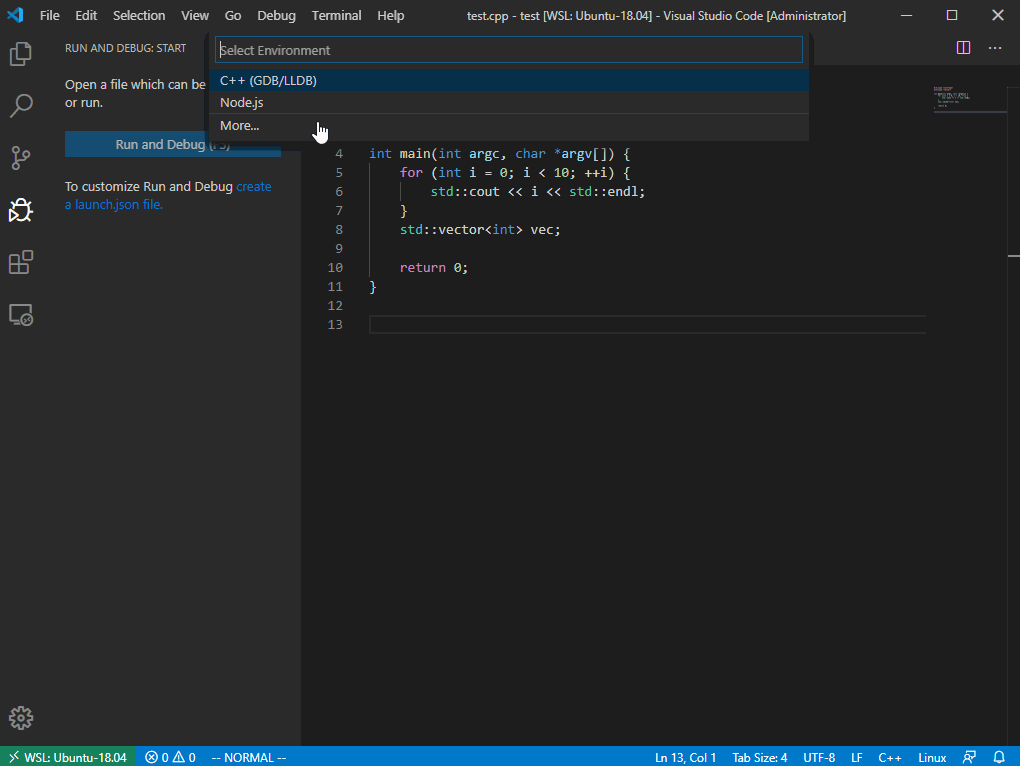 File Edit Selection View Go Debug Terminal Help test.cpp - test [WSL: Ubuntu-18.04] - Visual Studio Code [Administrator]
RUN AND DEBUG: START
Select Environment
C++ (GDB/LLDB)
Node.js
More...
Open a file which can be
or run.
Run and Debug (F5)
To customize Run and Debug create
a launch.json file.
4 int main(int argc, char *argv[]) {
5 for (int i = 0; i < 10; ++i) {
6 std::cout << i << std::endl;
7 }
8 std::vector<int> vec;
9
10 return 0;
11 }
12
13
WSL: Ubuntu-18.04 0 0 -- NORMAL -- Ln 13, Col 1 Tab Size: 4 UTF-8 LF C++ Linux